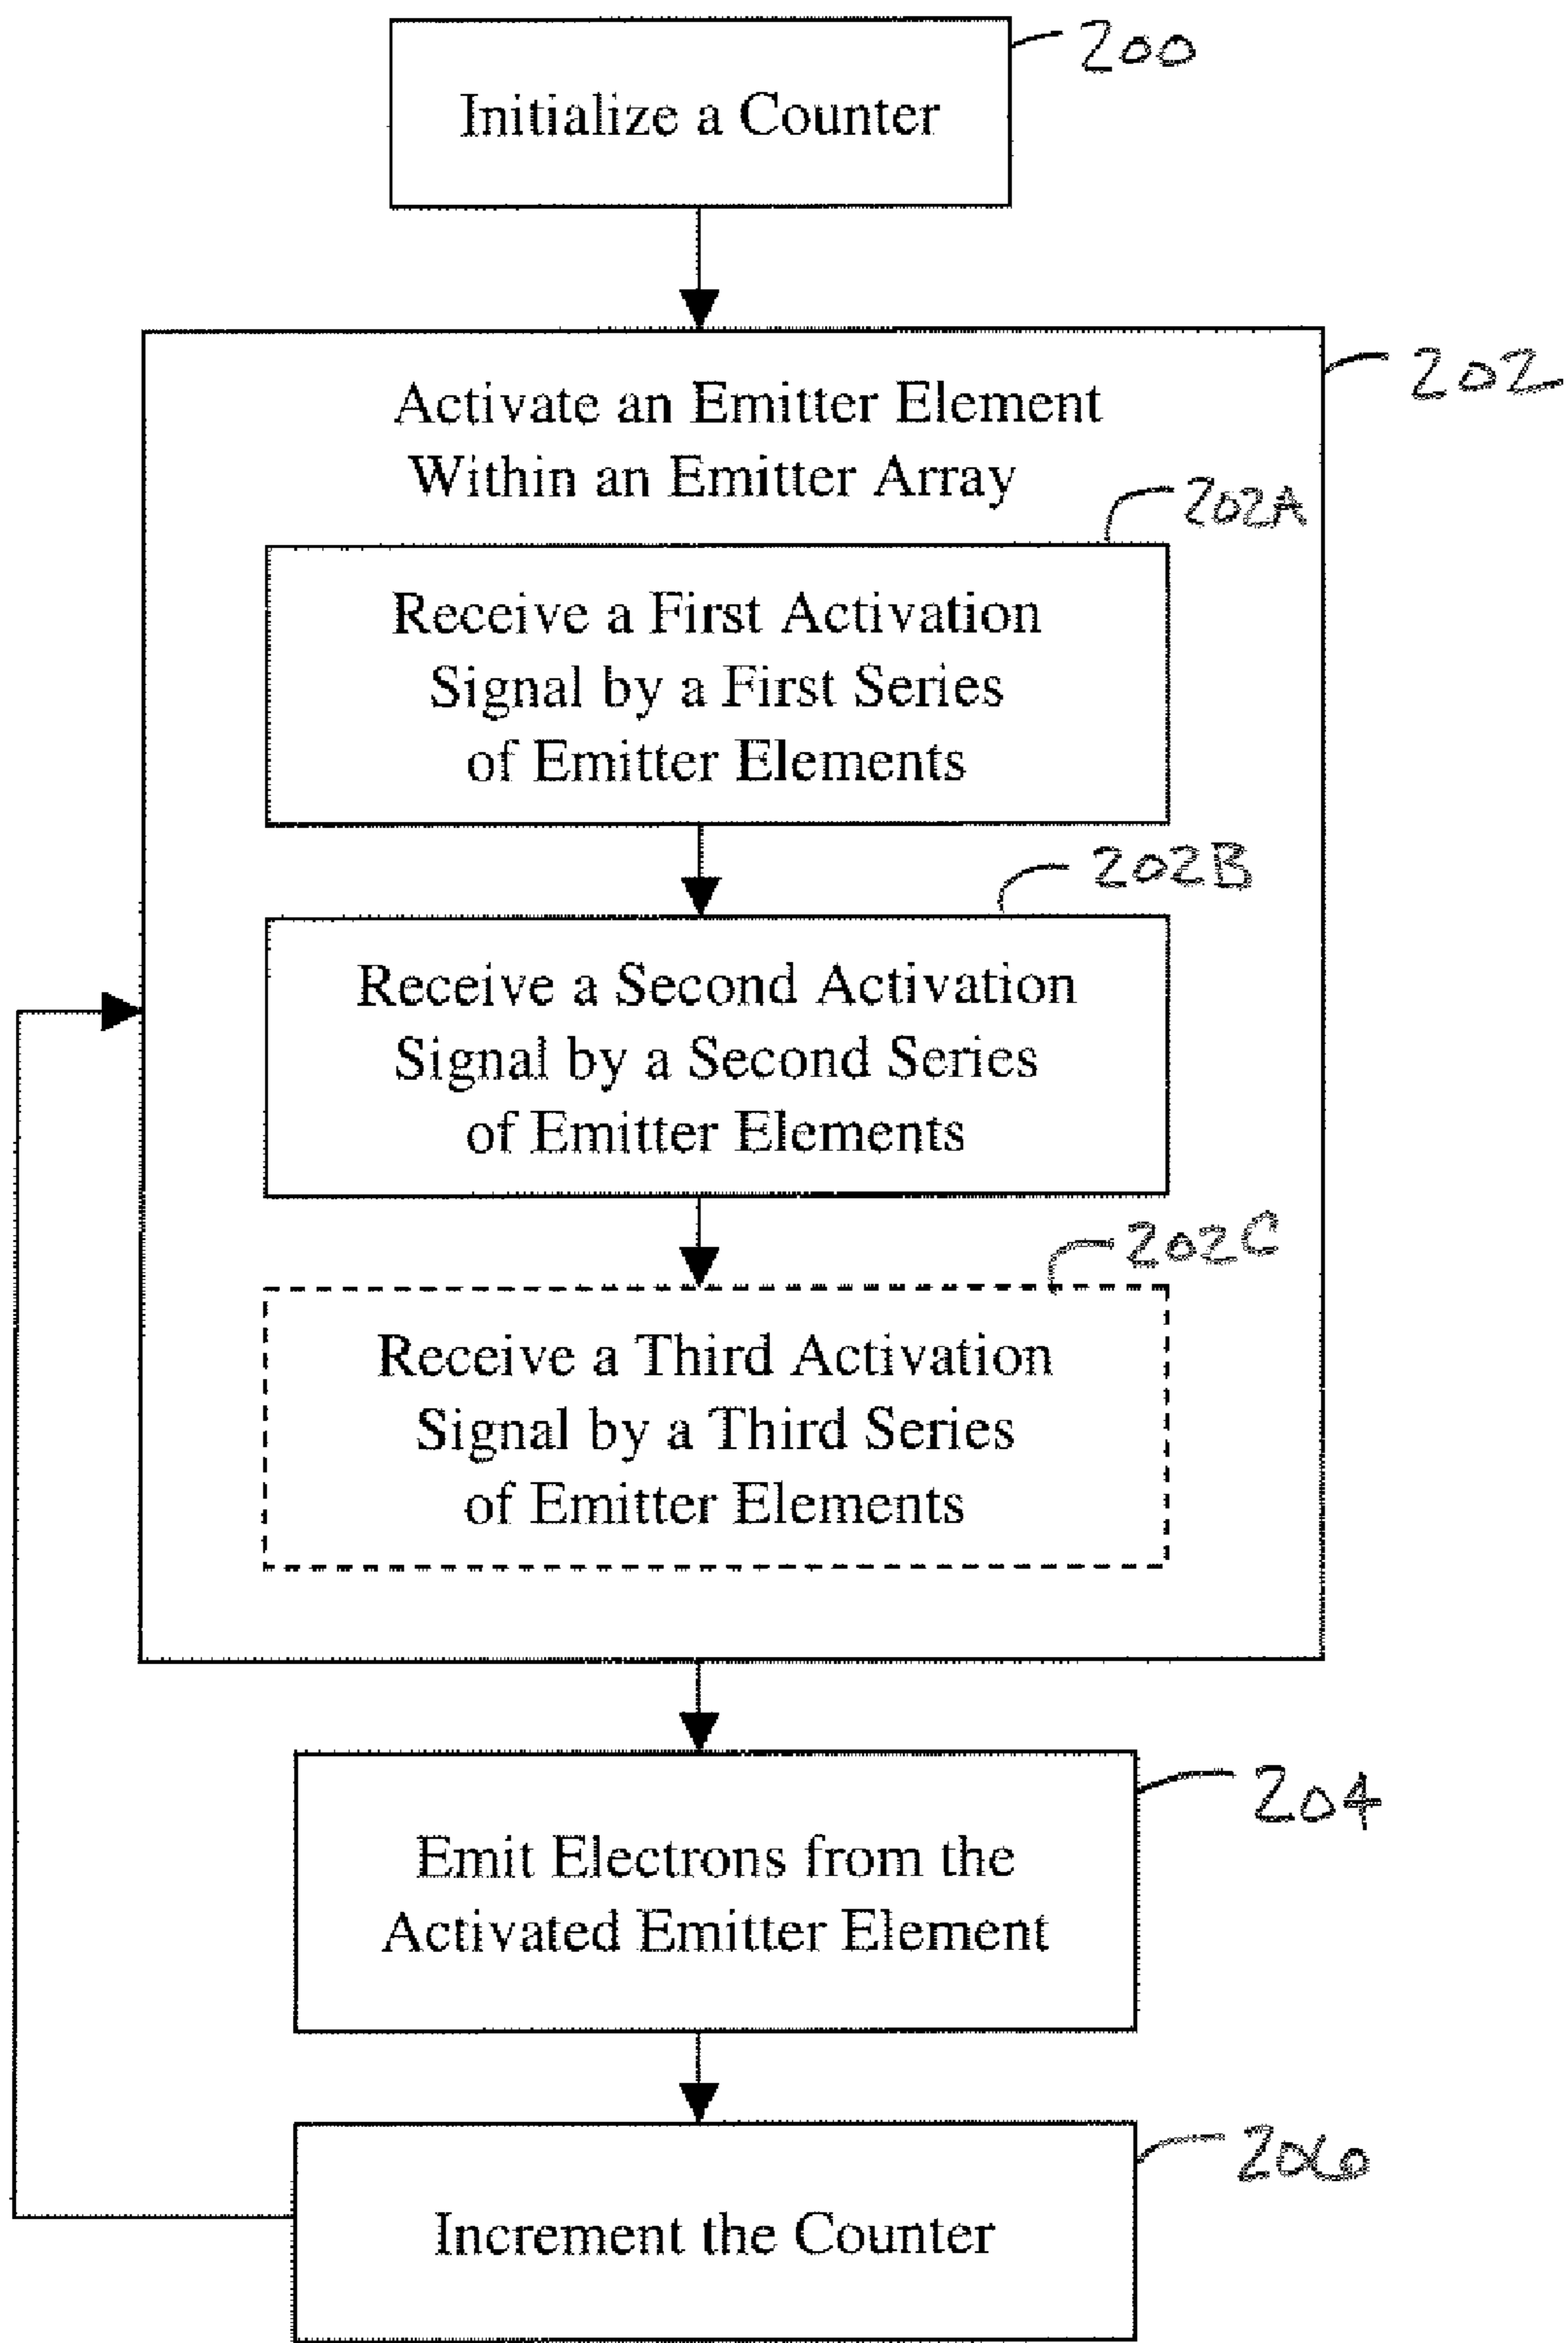 200
Initialize a Counter
202
Activate an Emitter Element
Within an Emitter Array
202A
Receive a First Activation
Signal by a First Series
of Emitter Elements
202B
Receive a Second Activation
Signal by a Second Series
of Emitter Elements
202C
Receive a Third Activation
Signal by a Third Series
of Emitter Elements
204
Emit Electrons from the
Activated Emitter Element
206
Increment the Counter